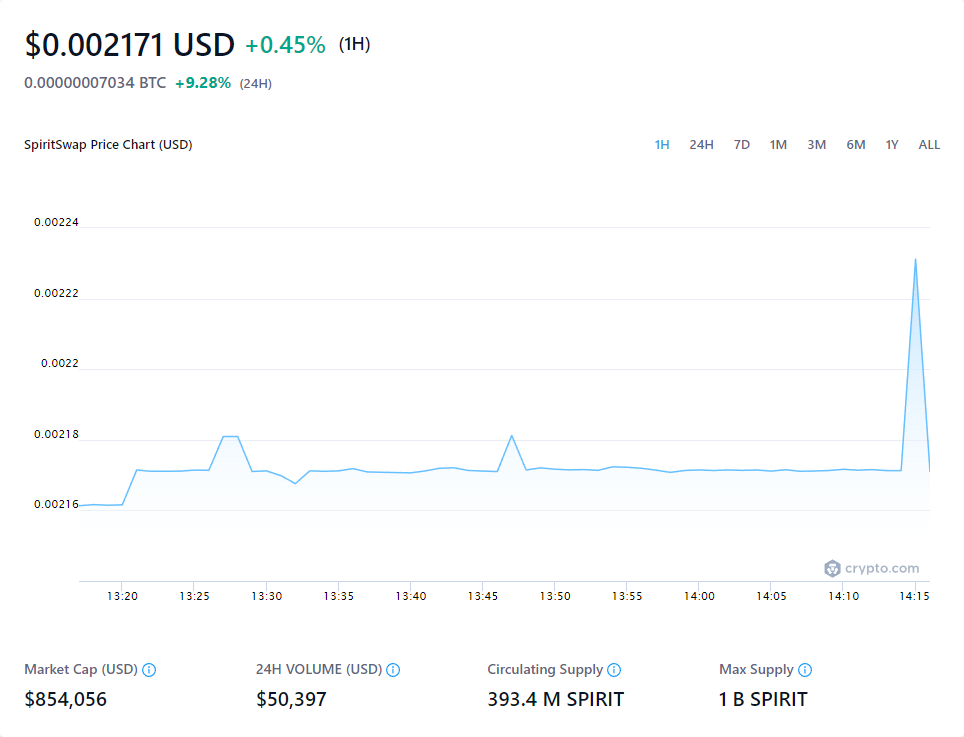 $0.002171 USD +0.45% (1H)
0.00000007034 BTC +9.28% (24H)
SpiritSwap Price Chart (USD) 1H 24H 7D 1M 3M 6M 1Y ALL
0.00224
0.00222
0.0022
0.00218
0.00216
crypto.com
13:20 13:25 13:30 13:35 13:40 13:45 13:50 13:55 14:00 14:05 14:10 14:15
Market Cap (USD) 24H VOLUME (USD) Circulating Supply Max Supply
$854,056 $50,397 393.4 M SPIRIT 1 B SPIRIT